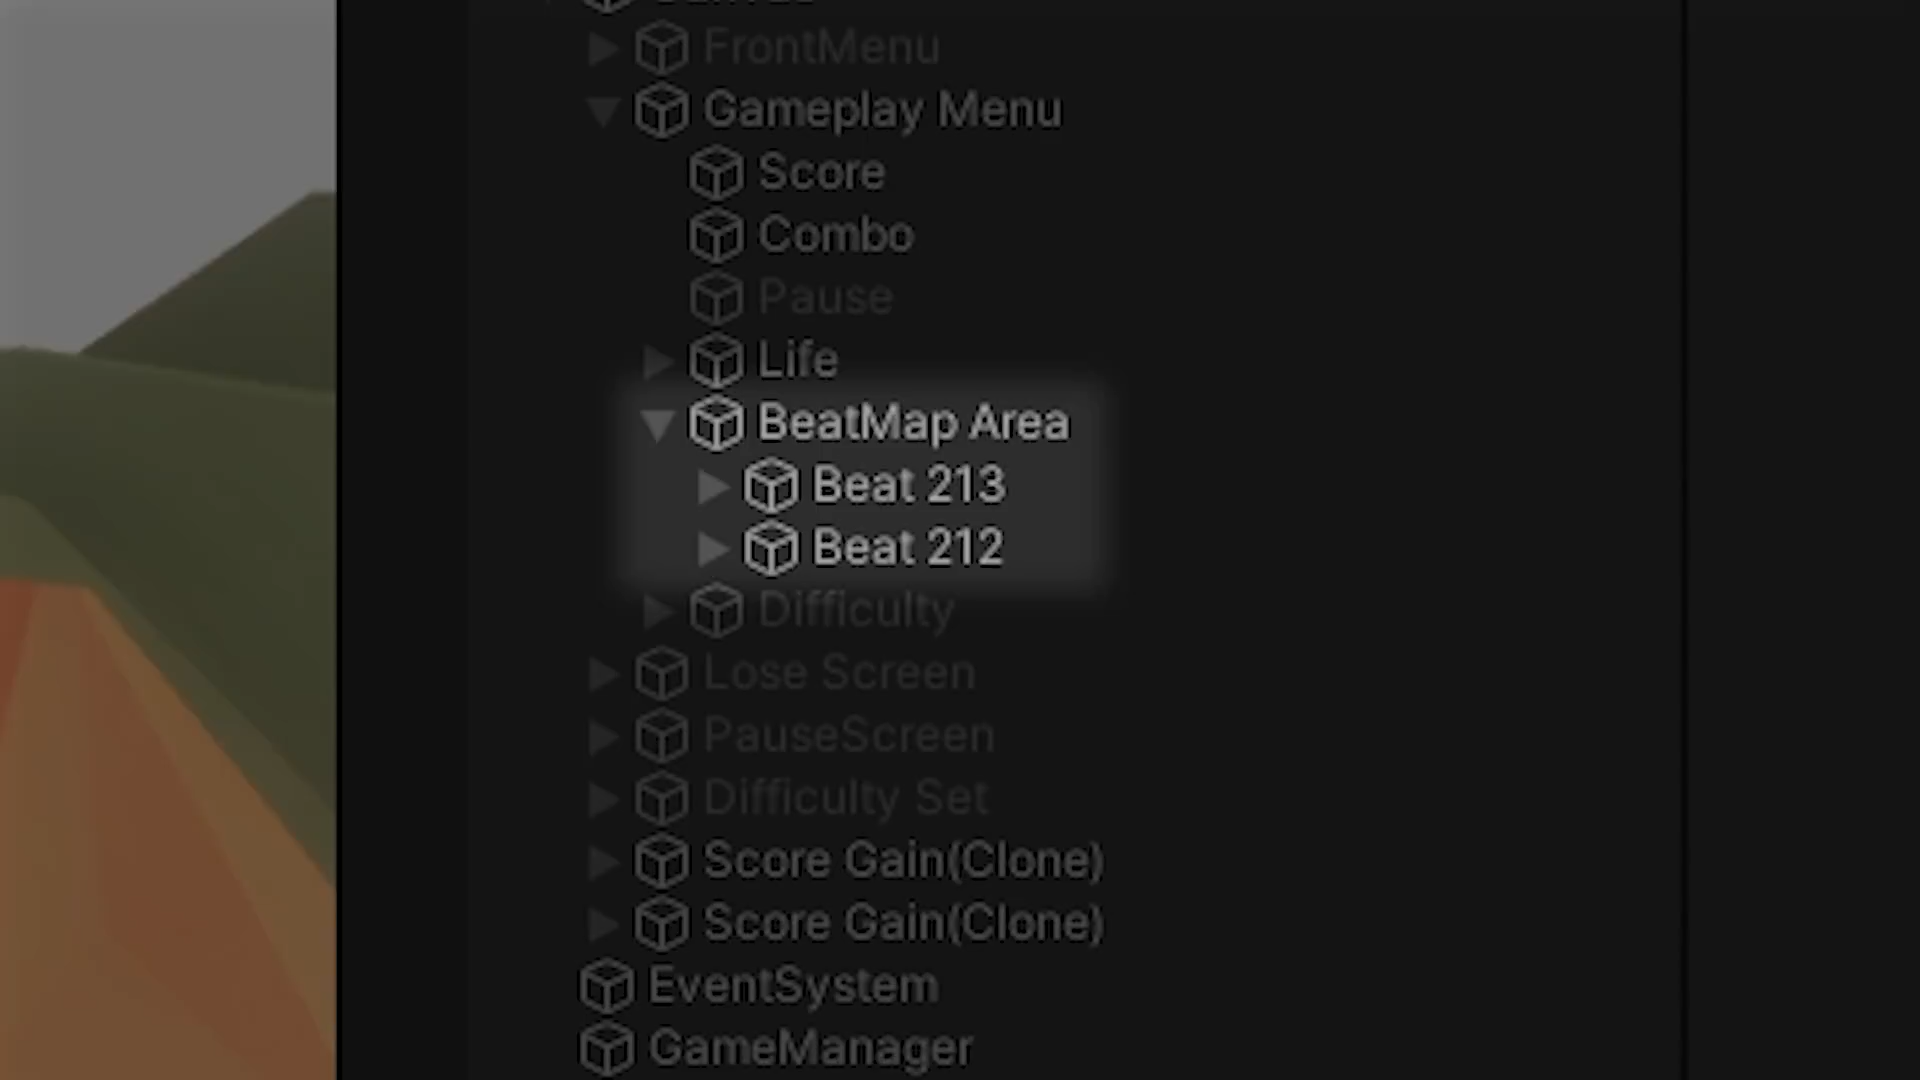 FrontMenu
Gameplay Menu
Score
Combo
Pause
Life
BeatMap Area
Beat 213
Beat 212
Difficulty
Lose Screen
PauseScreen
Difficulty Set
Score Gain(Clone)
Score Gain(Clone)
EventSystem
GameManager